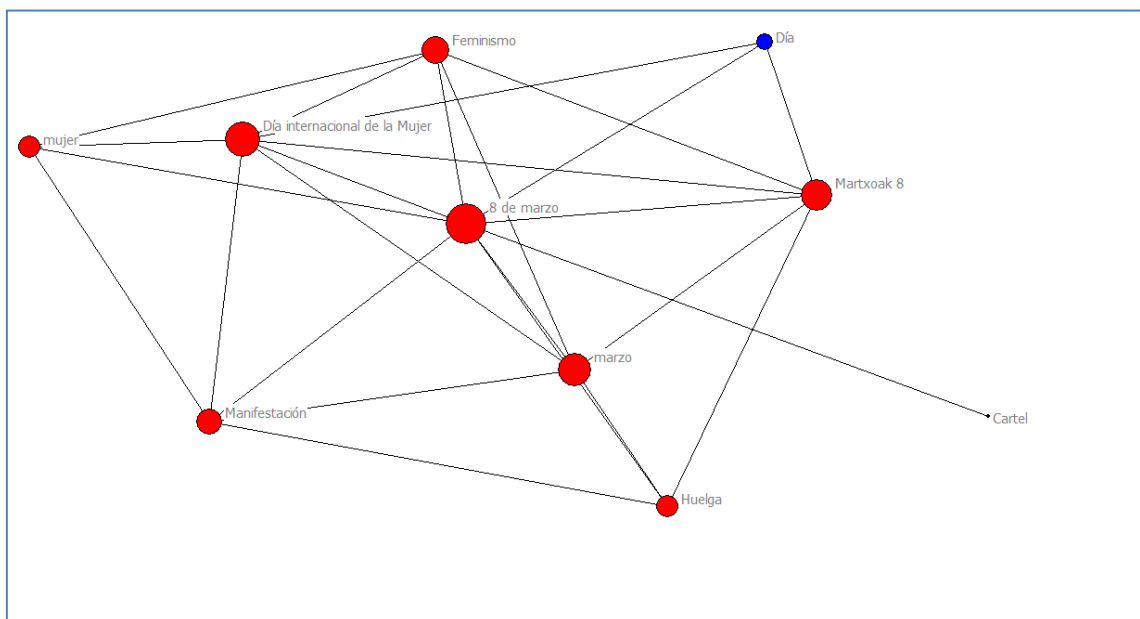 Feminismo
Día
Día internacional de la Mujer
mujer
Martxoak 8
8 de marzo
marzo
Manifestación
Cartel
Huelga